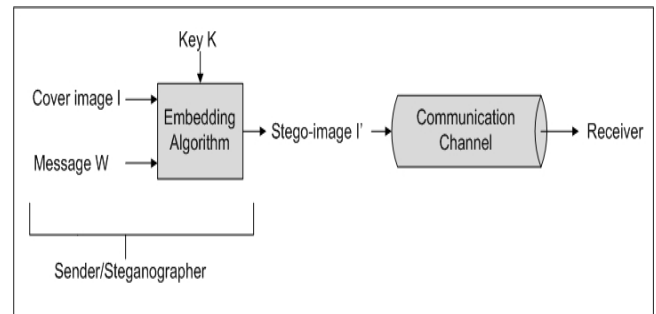 Key K
Cover image I
Embedding
Algorithm
Message W
Stego-image I'
Communication
Channel
Receiver
Sender/Steganographer